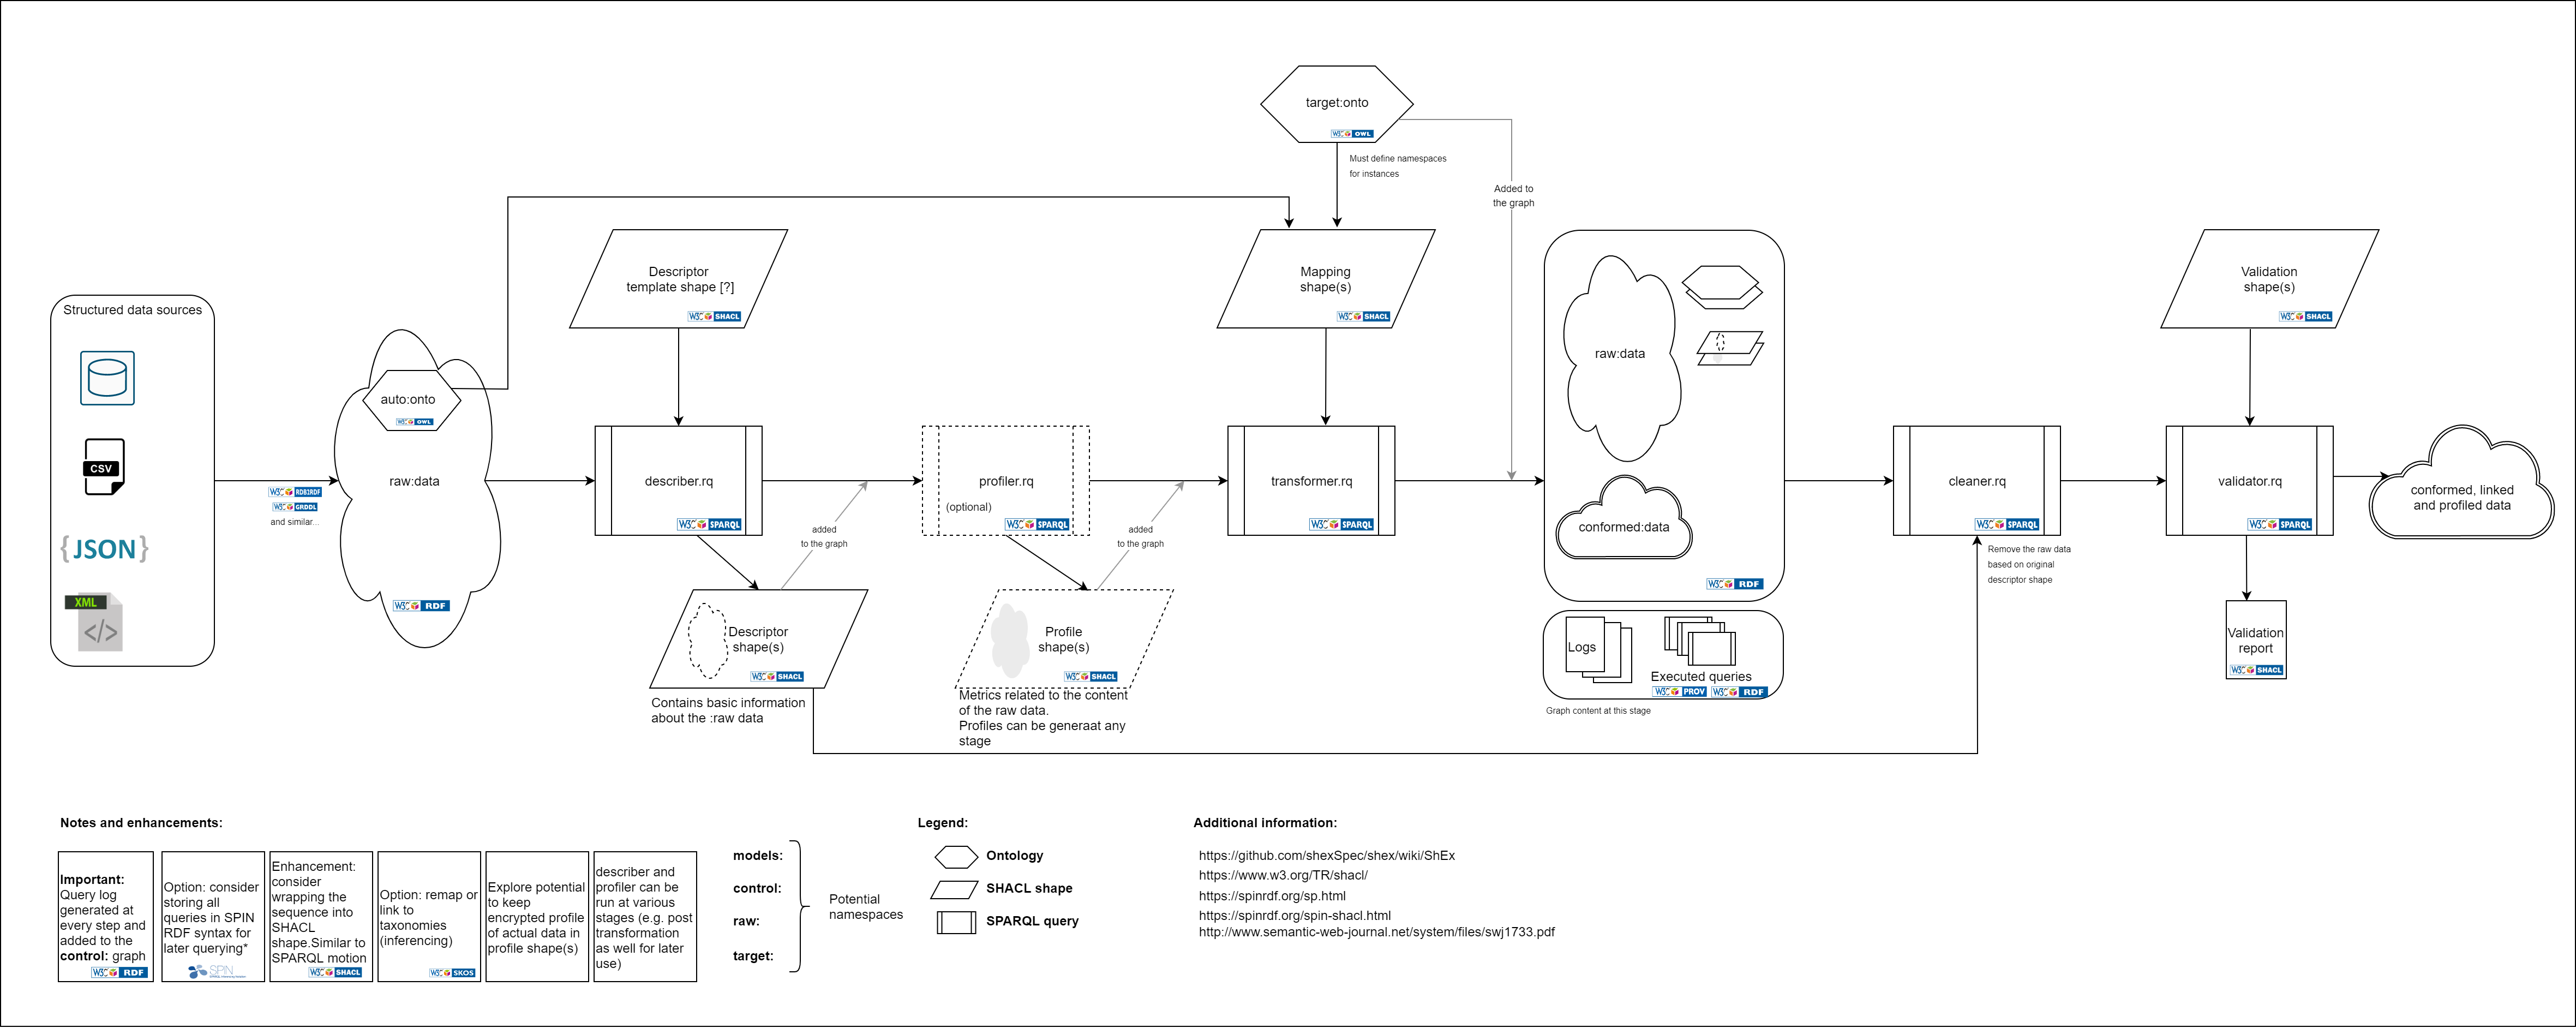 target:onto
W3C OWL
Must define namespaces
for instances
Added to
the graph
Descriptor
template shape [?]
W3C SHACL
Mapping
shape(s)
W3C SHACL
Validation
shape(s)
W3C SHACL
Structured data sources
CSV
{JSON}
XML
</>
W3C RDB2RDF
W3C GRDDL
and similar...
auto:onto
W3C OWL
raw:data
W3C RDF
describer.rq
W3C SPARQL
added
to the graph
profiler.rq
(optional)
W3C SPARQL
added
to the graph
transformer.rq
W3C SPARQL
raw:data
conformed:data
W3C RDF
Logs
Executed queries
W3C PROV
W3C RDF
Graph content at this stage
cleaner.rq
W3C SPARQL
Remove the raw data
based on original
descriptor shape
validator.rq
W3C SPARQL
conformed, linked
and profiled data
Validation
report
W3C SHACL
Descriptor
shape(s)
W3C SHACL
Contains basic information
about the :raw data
Profile
shape(s)
W3C SHACL
Metrics related to the content
of the raw data.
Profiles can be generaat any
stage
Notes and enhancements:
Important:
Query log
generated at
every step and
added to the
control: graph
W3C RDF
Option: consider
storing all
queries in SPIN
RDF syntax for
later querying*
SPIN
Enhancement:
consider
wrapping the
sequence into
SHACL
shape.Similar to
SPARQL motion
W3C SHACL
Option: remap or
link to
taxonomies
(inferencing)
W3C SKOS
Explore potential
to keep
encrypted profile
of actual data in
profile shape(s)
describer and
profiler can be
run at various
stages (e.g. post
transformation
as well for later
use)
models:
control:
raw:
target:
Potential
namespaces
Legend:
Ontology
SHACL shape
SPARQL query
Additional information:
https://github.com/shexSpec/shex/wiki/ShEx
https://www.w3.org/TR/shacl/
https://spinrdf.org/sp.html
https://spinrdf.org/spin-shacl.html
http://www.semantic-web-journal.net/system/files/swj1733.pdf